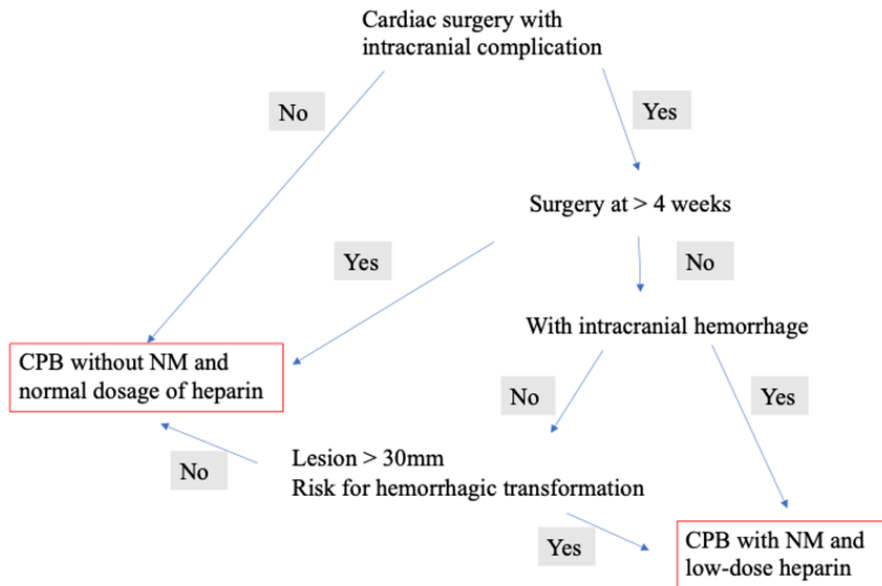 Cardiac surgery with
intracranial complication
No
Yes
Surgery at > 4 weeks
Yes
No
With intracranial hemorrhage
CPB without NM and
normal dosage of heparin
No
Yes
No
Lesion > 30mm
Risk for hemorrhagic transformation
Yes
CPB with NM and
low-dose heparin